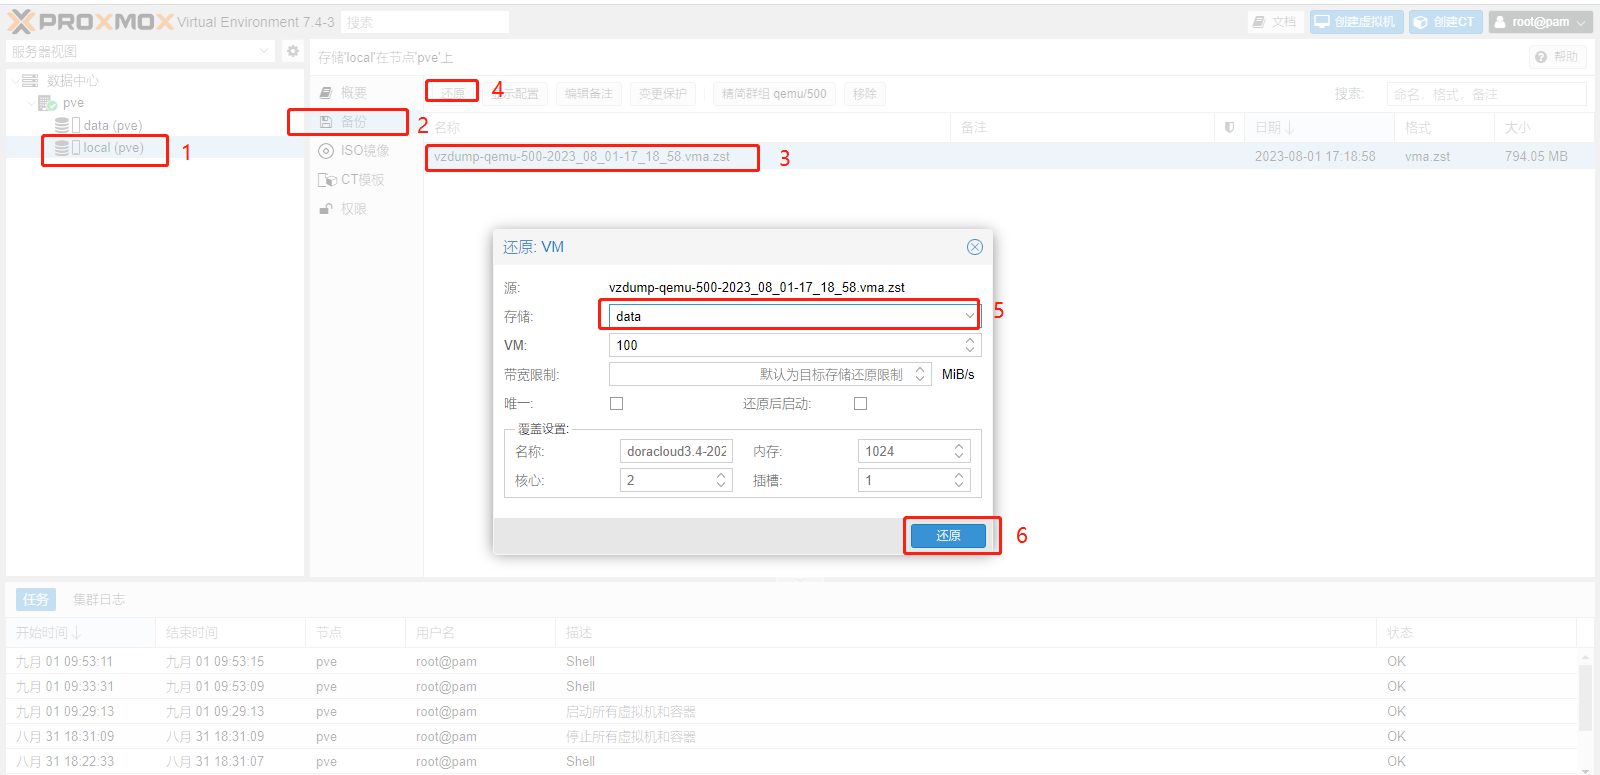 PROXMOX Virtual Environment 7.4-3 搜索 文档 创建虚拟机 创建CT root@pam
服务器视图
存储'local'在节点'pve'上 帮助
数据中心
pve
data (pve)
local (pve) 1
概要
备份 2
ISO镜像
CT模板
权限
还原 4 显示配置 编辑备注 变更保护 精简群组 qemu/500 移除 搜索: 命名, 格式, 备注
名称 备注 日期↓ 格式 大小
vzdump-qemu-500-2023_08_01-17_18_58.vma.zst 3 2023-08-01 17:18:58 vma.zst 794.05 MB
还原: VM
源: vzdump-qemu-500-2023_08_01-17_18_58.vma.zst
存储: data 5
VM: 100
带宽限制: 默认为目标存储还原限制 MiB/s
唯一: 还原后启动:
覆盖设置:
名称: doracloud3.4-202 内存: 1024
核心: 2 插槽: 1
还原 6
任务 集群日志
开始时间↓ 结束时间 节点 用户名 描述 状态
九月 01 09:53:11 九月 01 09:53:15 pve root@pam Shell OK
九月 01 09:33:31 九月 01 09:53:09 pve root@pam Shell OK
九月 01 09:29:13 九月 01 09:29:13 pve root@pam 启动所有虚拟机和容器 OK
八月 31 18:31:09 八月 31 18:31:09 pve root@pam 停止所有虚拟机和容器 OK
八月 31 18:22:33 八月 31 18:31:07 pve root@pam Shell OK